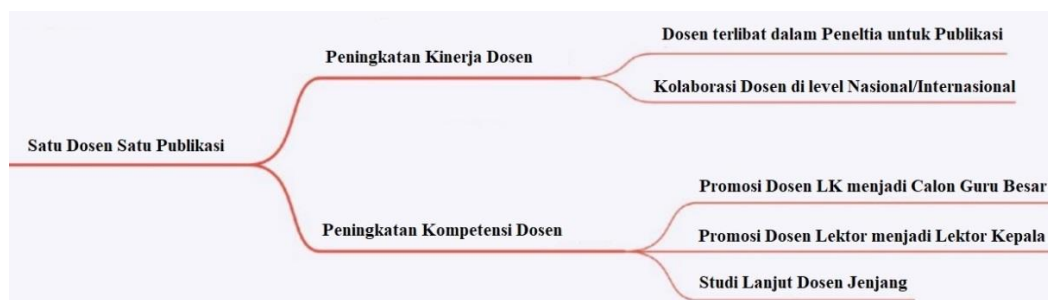 Dosen terlibat dalam Peneltia untuk Publikasi
Peningkatan Kinerja Dosen
Kolaborasi Dosen di level Nasional/Internasional
Satu Dosen Satu Publikasi
Promosi Dosen LK menjadi Calon Guru Besar
Peningkatan Kompetensi Dosen
Promosi Dosen Lektor menjadi Lektor Kepala
Studi Lanjut Dosen Jenjang